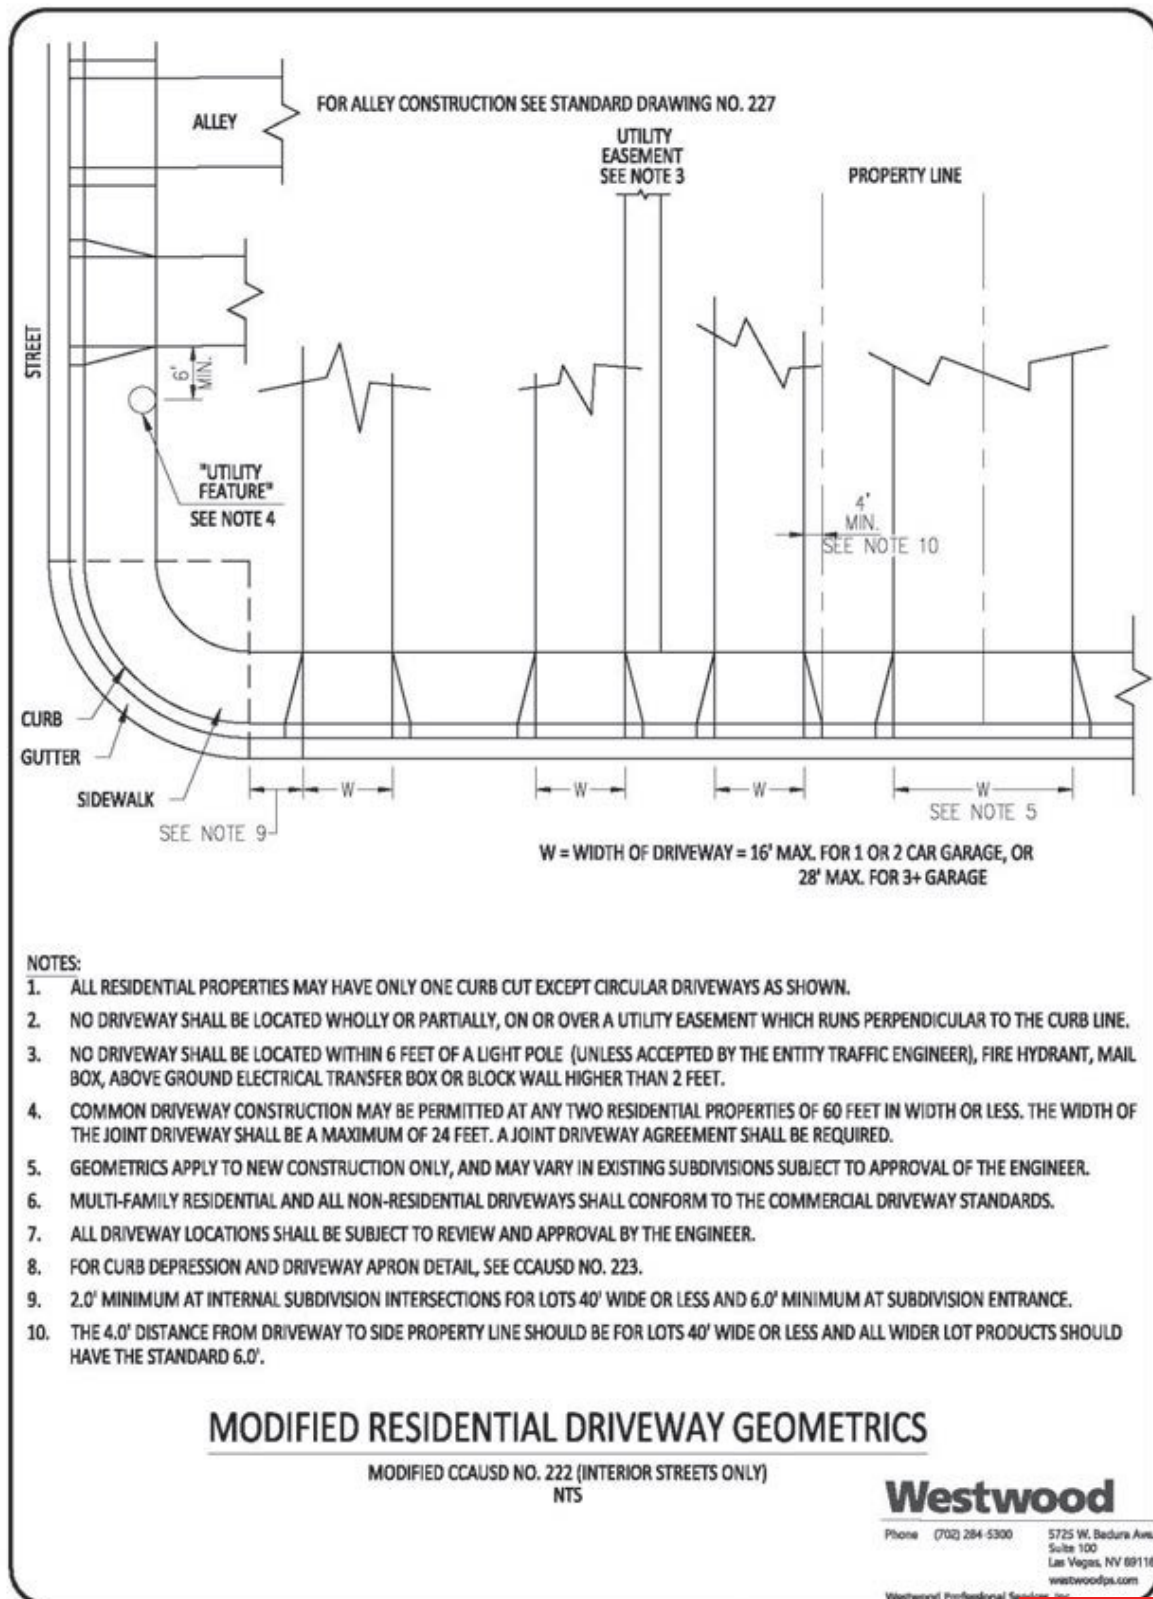 FOR ALLEY CONSTRUCTION SEE STANDARD DRAWING NO. 227
ALLEY
UTILITY
EASEMENT
SEE NOTE 3
PROPERTY LINE
STREET
6'
MIN.
"UTILITY
FEATURE"
SEE NOTE 4
4'
MIN.
SEE NOTE 10
CURB
GUTTER
SIDEWALK
W
W
W
W
SEE NOTE 9
SEE NOTE 5
W = WIDTH OF DRIVEWAY = 16' MAX. FOR 1 OR 2 CAR GARAGE, OR
28' MAX. FOR 3+ GARAGE
NOTES:
1. ALL RESIDENTIAL PROPERTIES MAY HAVE ONLY ONE CURB CUT EXCEPT CIRCULAR DRIVEWAYS AS SHOWN.
2. NO DRIVEWAY SHALL BE LOCATED WHOLLY OR PARTIALLY, ON OR OVER A UTILITY EASEMENT WHICH RUNS PERPENDICULAR TO THE CURB LINE.
3. NO DRIVEWAY SHALL BE LOCATED WITHIN 6 FEET OF A LIGHT POLE (UNLESS ACCEPTED BY THE ENTITY TRAFFIC ENGINEER), FIRE HYDRANT, MAIL
BOX, ABOVE GROUND ELECTRICAL TRANSFER BOX OR BLOCK WALL HIGHER THAN 2 FEET.
4. COMMON DRIVEWAY CONSTRUCTION MAY BE PERMITTED AT ANY TWO RESIDENTIAL PROPERTIES OF 60 FEET IN WIDTH OR LESS. THE WIDTH OF
THE JOINT DRIVEWAY SHALL BE A MAXIMUM OF 24 FEET. A JOINT DRIVEWAY AGREEMENT SHALL BE REQUIRED.
5. GEOMETRICS APPLY TO NEW CONSTRUCTION ONLY, AND MAY VARY IN EXISTING SUBDIVISIONS SUBJECT TO APPROVAL OF THE ENGINEER.
6. MULTI-FAMILY RESIDENTIAL AND ALL NON-RESIDENTIAL DRIVEWAYS SHALL CONFORM TO THE COMMERCIAL DRIVEWAY STANDARDS.
7. ALL DRIVEWAY LOCATIONS SHALL BE SUBJECT TO REVIEW AND APPROVAL BY THE ENGINEER.
8. FOR CURB DEPRESSION AND DRIVEWAY APRON DETAIL, SEE CCAUSD NO. 223.
9. 2.0' MINIMUM AT INTERNAL SUBDIVISION INTERSECTIONS FOR LOTS 40' WIDE OR LESS AND 6.0' MINIMUM AT SUBDIVISION ENTRANCE.
10. THE 4.0' DISTANCE FROM DRIVEWAY TO SIDE PROPERTY LINE SHOULD BE FOR LOTS 40' WIDE OR LESS AND ALL WIDER LOT PRODUCTS SHOULD
HAVE THE STANDARD 6.0'.
MODIFIED RESIDENTIAL DRIVEWAY GEOMETRICS
MODIFIED CCAUSD NO. 222 (INTERIOR STREETS ONLY)
NTS
Westwood
Phone (702) 284-5300 5725 W. Badura Ave
Suite 100
Las Vegas, NV 89118
westwoodps.com
Westwood Professional Services, Inc.